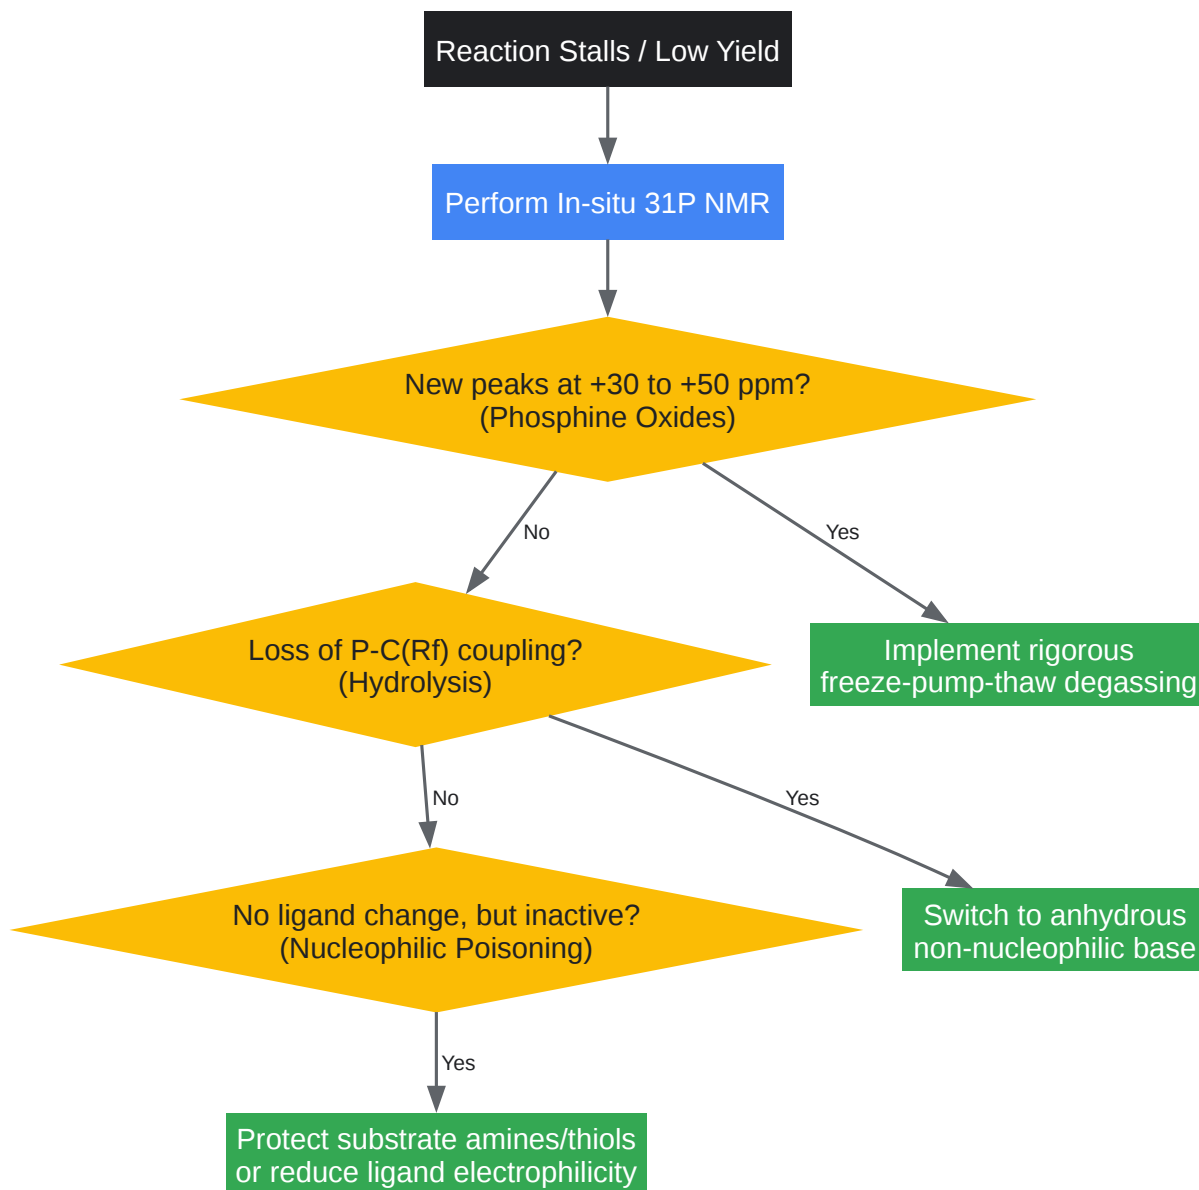 Reaction Stalls / Low Yield
Perform In-situ 31P NMR
New peaks at +30 to +50 ppm?
(Phosphine Oxides)
No
Yes
Loss of P-C(Rf) coupling?
(Hydrolysis)
Implement rigorous
freeze-pump-thaw degassing
No
Yes
No ligand change, but inactive?
(Nucleophilic Poisoning)
Switch to anhydrous
non-nucleophilic base
Yes
Protect substrate amines/thiols
or reduce ligand electrophilicity